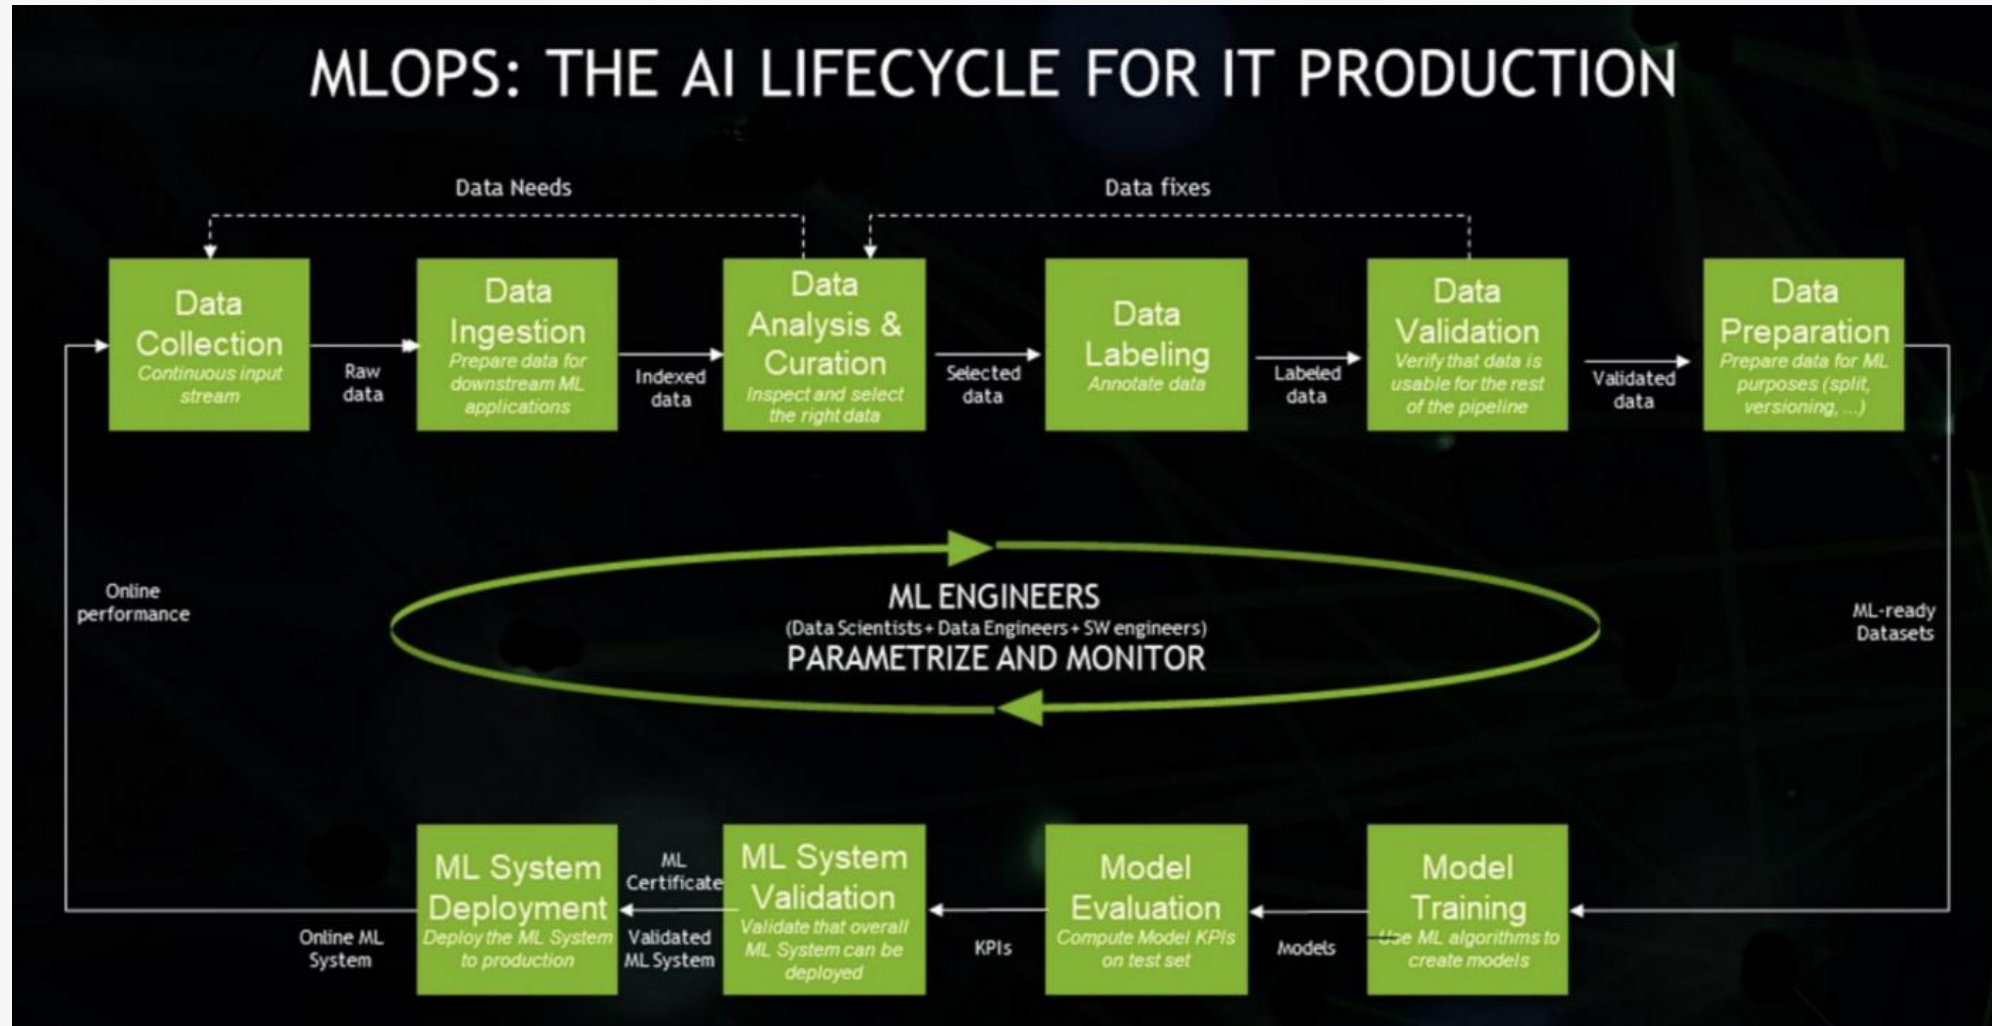 MLOPS: THE AI LIFECYCLE FOR IT PRODUCTION
Data Needs
Data fixes
Data
Collection
Continuous input
stream
Raw
data
Data
Ingestion
Prepare data for
downstream ML
applications
Indexed
data
Data
Analysis &
Curation
Inspect and select
the right data
Selected
data
Data
Labeling
Annotate data
Labeled
data
Data
Validation
Verify that data is
usable for the rest
of the pipeline
Validated
data
Data
Preparation
Prepare data for ML
purposes (split,
versioning, ...)
Online
performance
ML ENGINEERS
(Data Scientists + Data Engineers + SW engineers)
PARAMETRIZE AND MONITOR
ML-ready
Datasets
Online ML
System
ML System
Deployment
Deploy the ML System
to production
ML
Certificate
Validated
ML System
ML System
Validation
Validate that overall
ML System can be
deployed
KPIs
Model
Evaluation
Compute Model KPIs
on test set
Models
Model
Training
Use ML algorithms to
create models